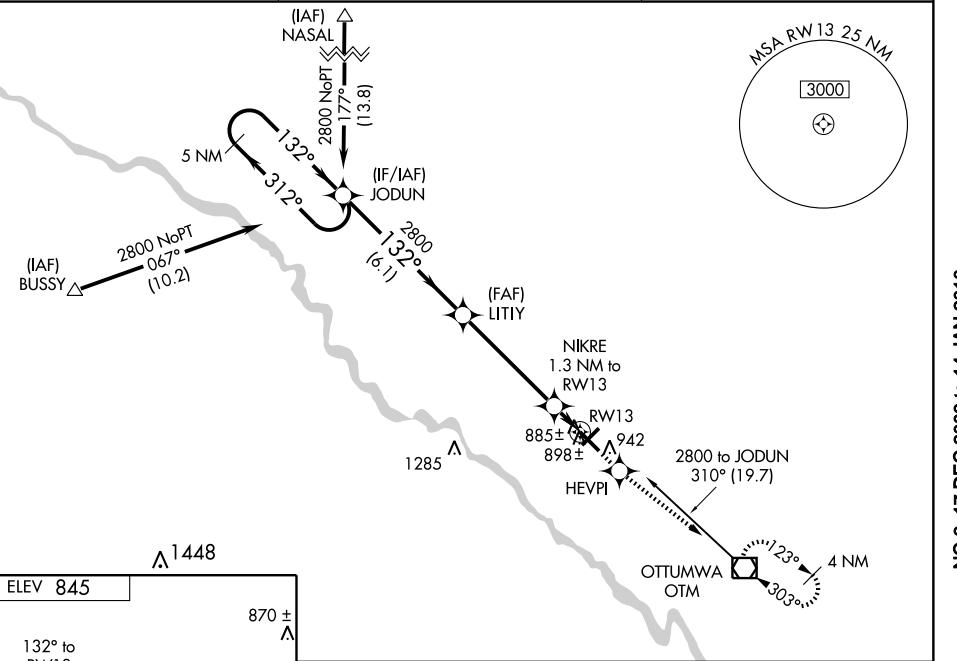 (IAF)
NASAL
2800 NoPT
177°
(13.8)
MSA RW13 25 NM
3000
5 NM
132°
312°
(IF/IAF)
JODUN
2800 NoPT
067°
(10.2)
(IAF)
BUSSY
2800
132°
(6.1)
(FAF)
LITIY
NIKRE
1.3 NM to
RW13
RW13
885±
898±
942
1285
HEVPI
2800 to JODUN
310° (19.7)
OTTUMWA
OTM
123°
303°
4 NM
1448
ELEV 845
870 ±
132° to